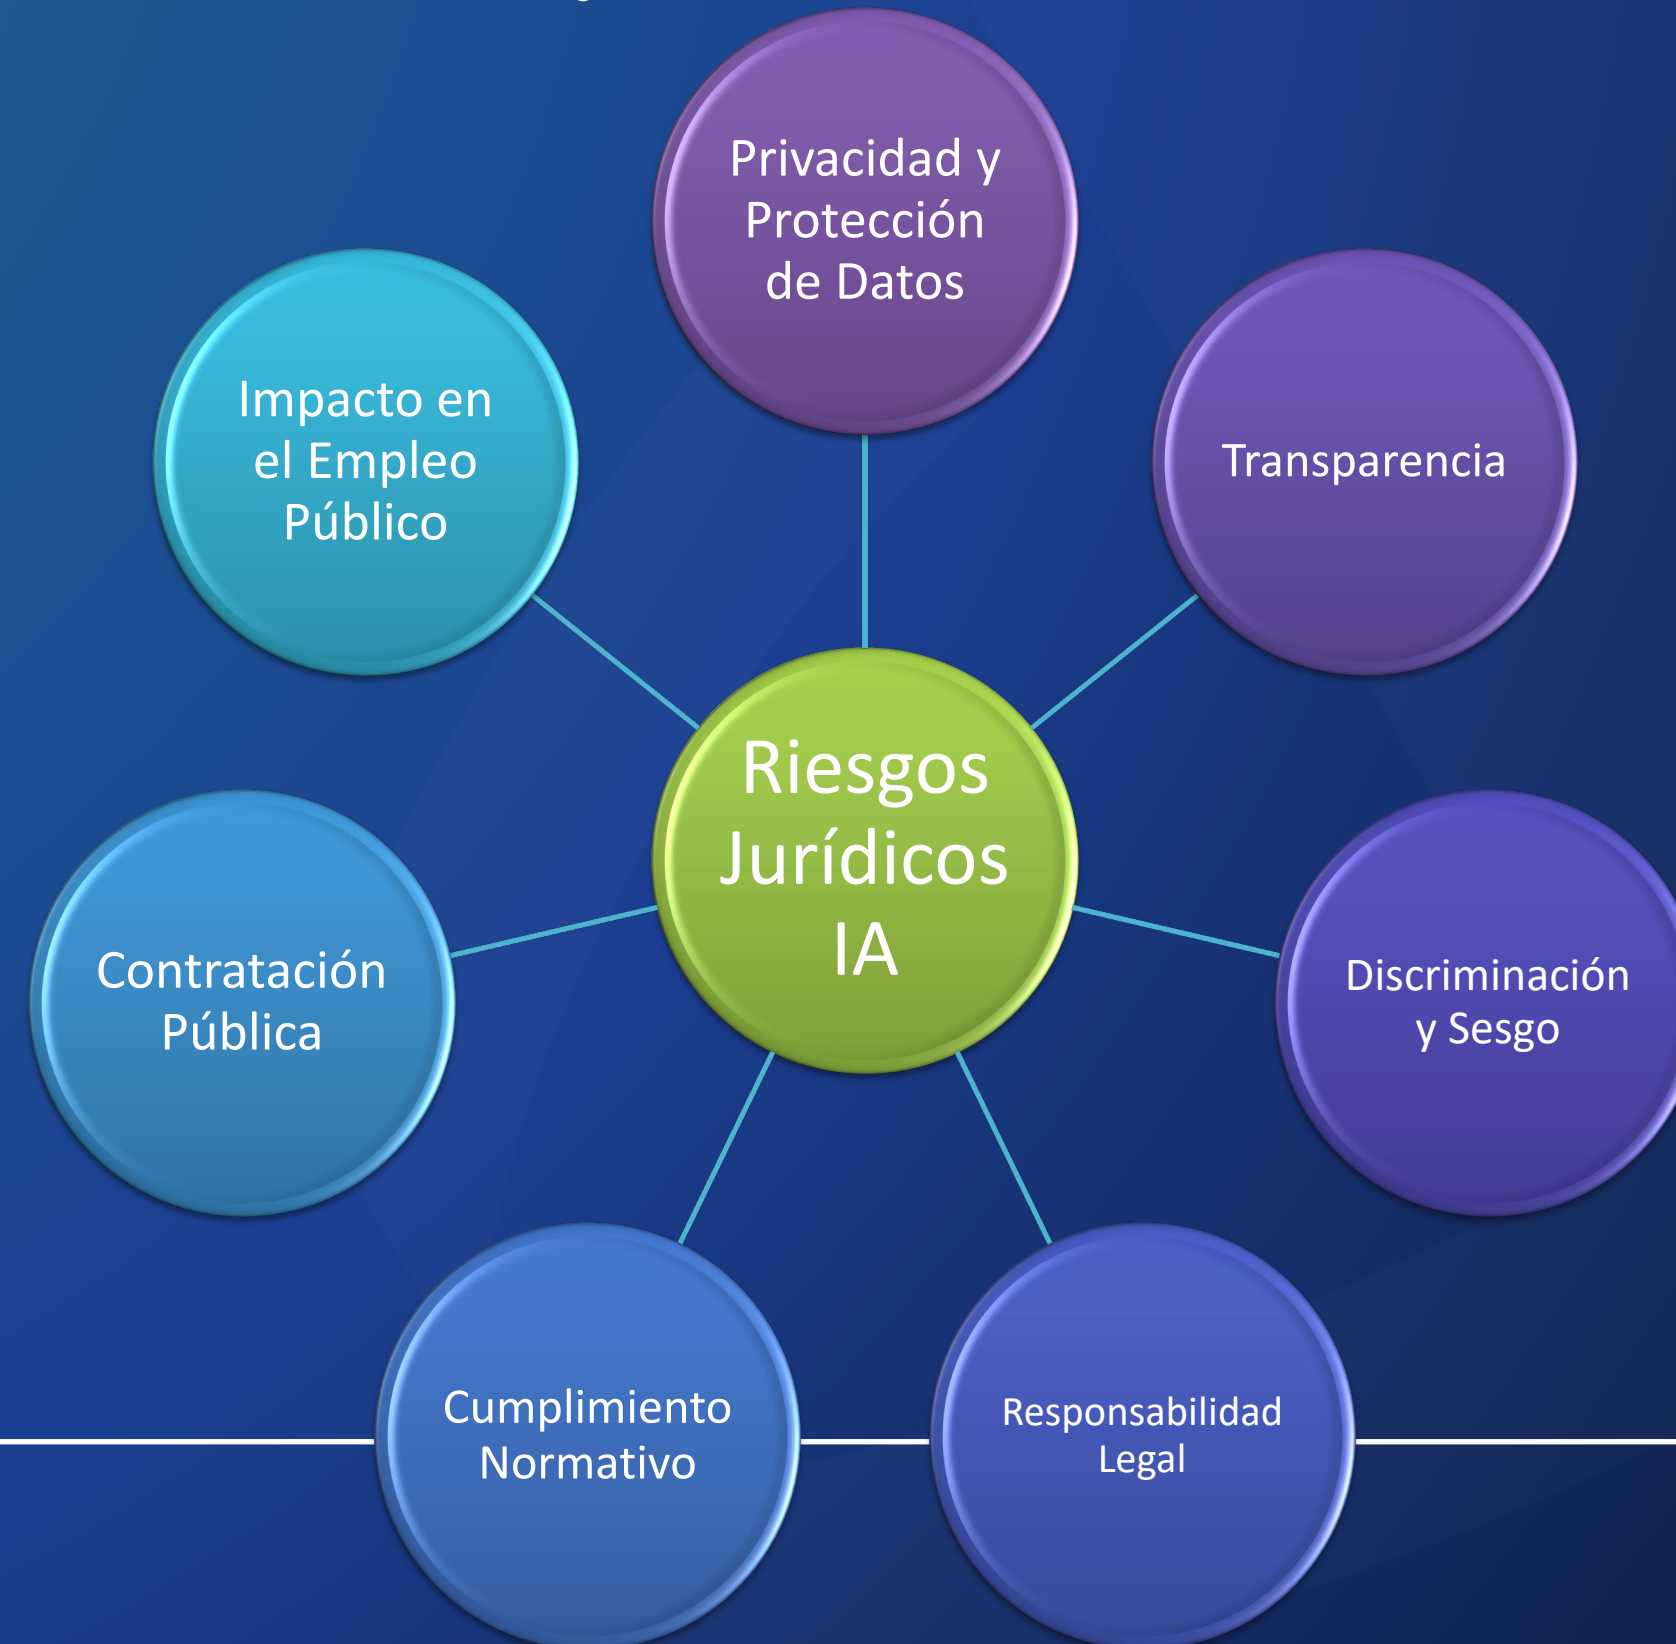 Privacidad y
Protección
de Datos
Transparencia
Discriminación
y Sesgo
Responsabilidad
Legal
Cumplimiento
Normativo
Contratación
Pública
Impacto en
el Empleo
Público
Riesgos
Jurídicos
IA